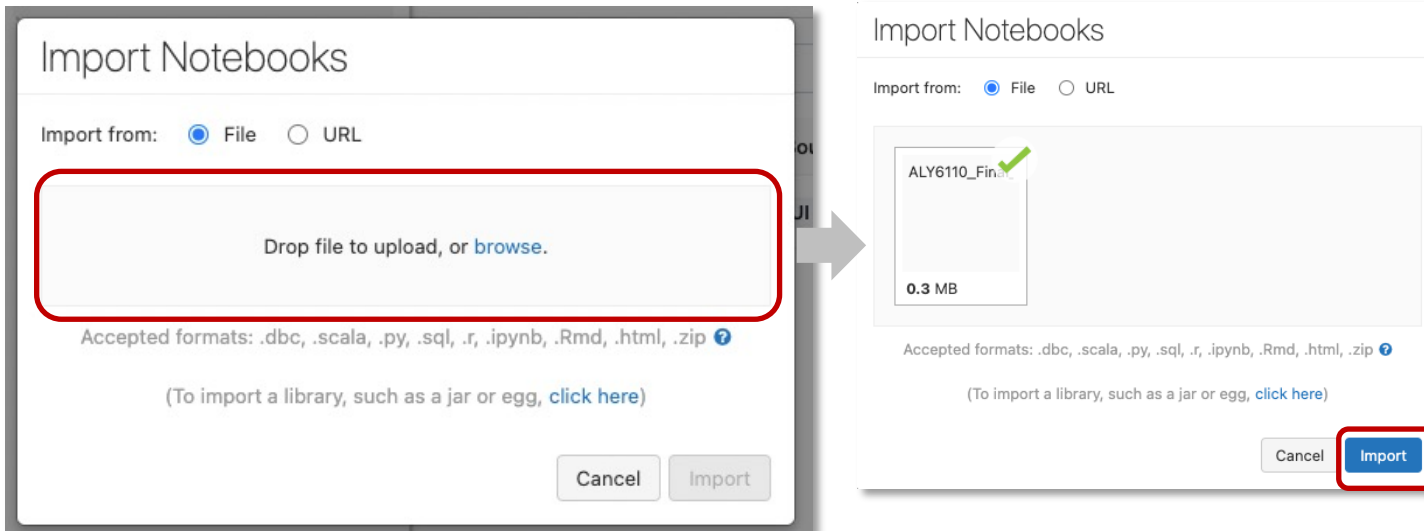 Import Notebooks
Import from: File URL
Drop file to upload, or browse.
Accepted formats: .dbc, .scala, .py, .sql, .r, .ipynb, .Rmd, .html, .zip
(To import a library, such as a jar or egg, click here)
Cancel Import
Import Notebooks
Import from: File URL
0.3 MB
Accepted formats: .dbc, .scala, .py, .sql, .r, .ipynb, .Rmd, .html, .zip
(To import a library, such as a jar or egg, click here)
Cancel Import